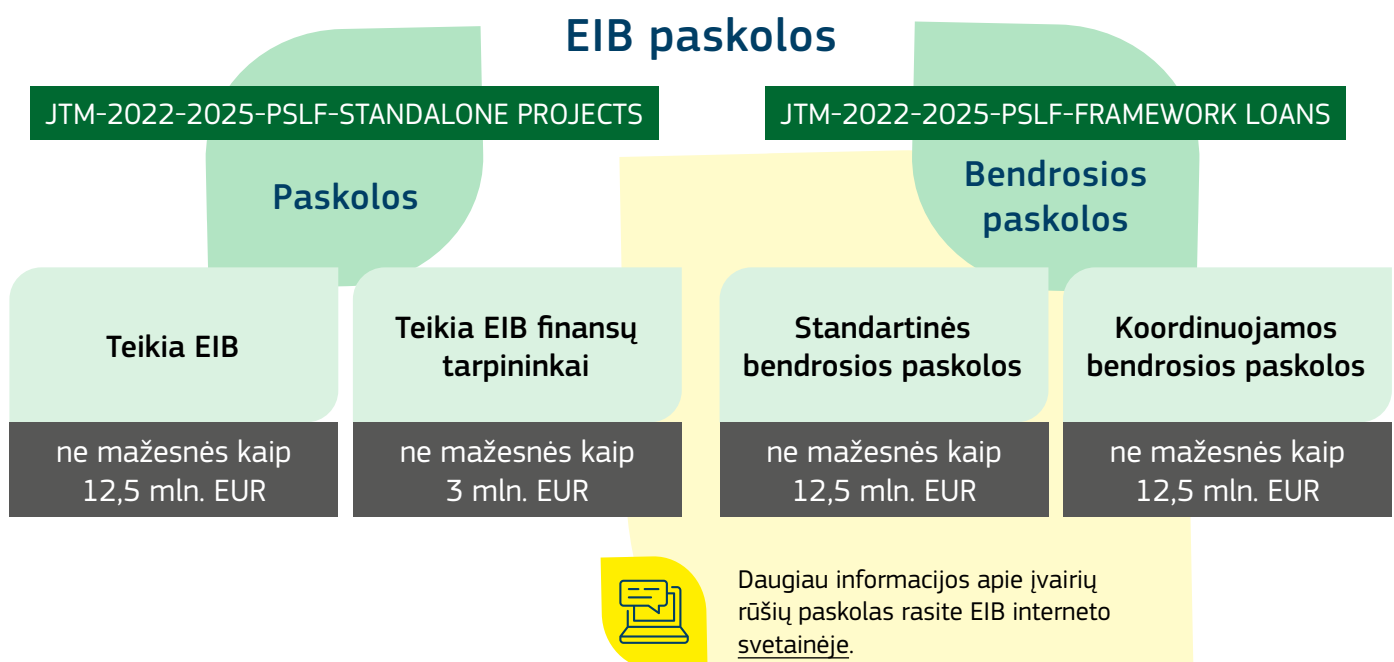 EIB paskolos
JTM-2022-2025-PSLF-STANDALONE PROJECTS
Paskolos
Teikia EIB
ne mažesnės kaip
12,5 mln. EUR
Teikia EIB finansų
tarpininkai
ne mažesnės kaip
3 mln. EUR
JTM-2022-2025-PSLF-FRAMEWORK LOANS
Bendrosios
paskolos
Standartinės
bendrosios paskolos
ne mažesnės kaip
12,5 mln. EUR
Koordinuojamos
bendrosios paskolos
ne mažesnės kaip
12,5 mln. EUR
Daugiau informacijos apie įvairių
rūšių paskolas rasite EIB interneto
svetainėje.